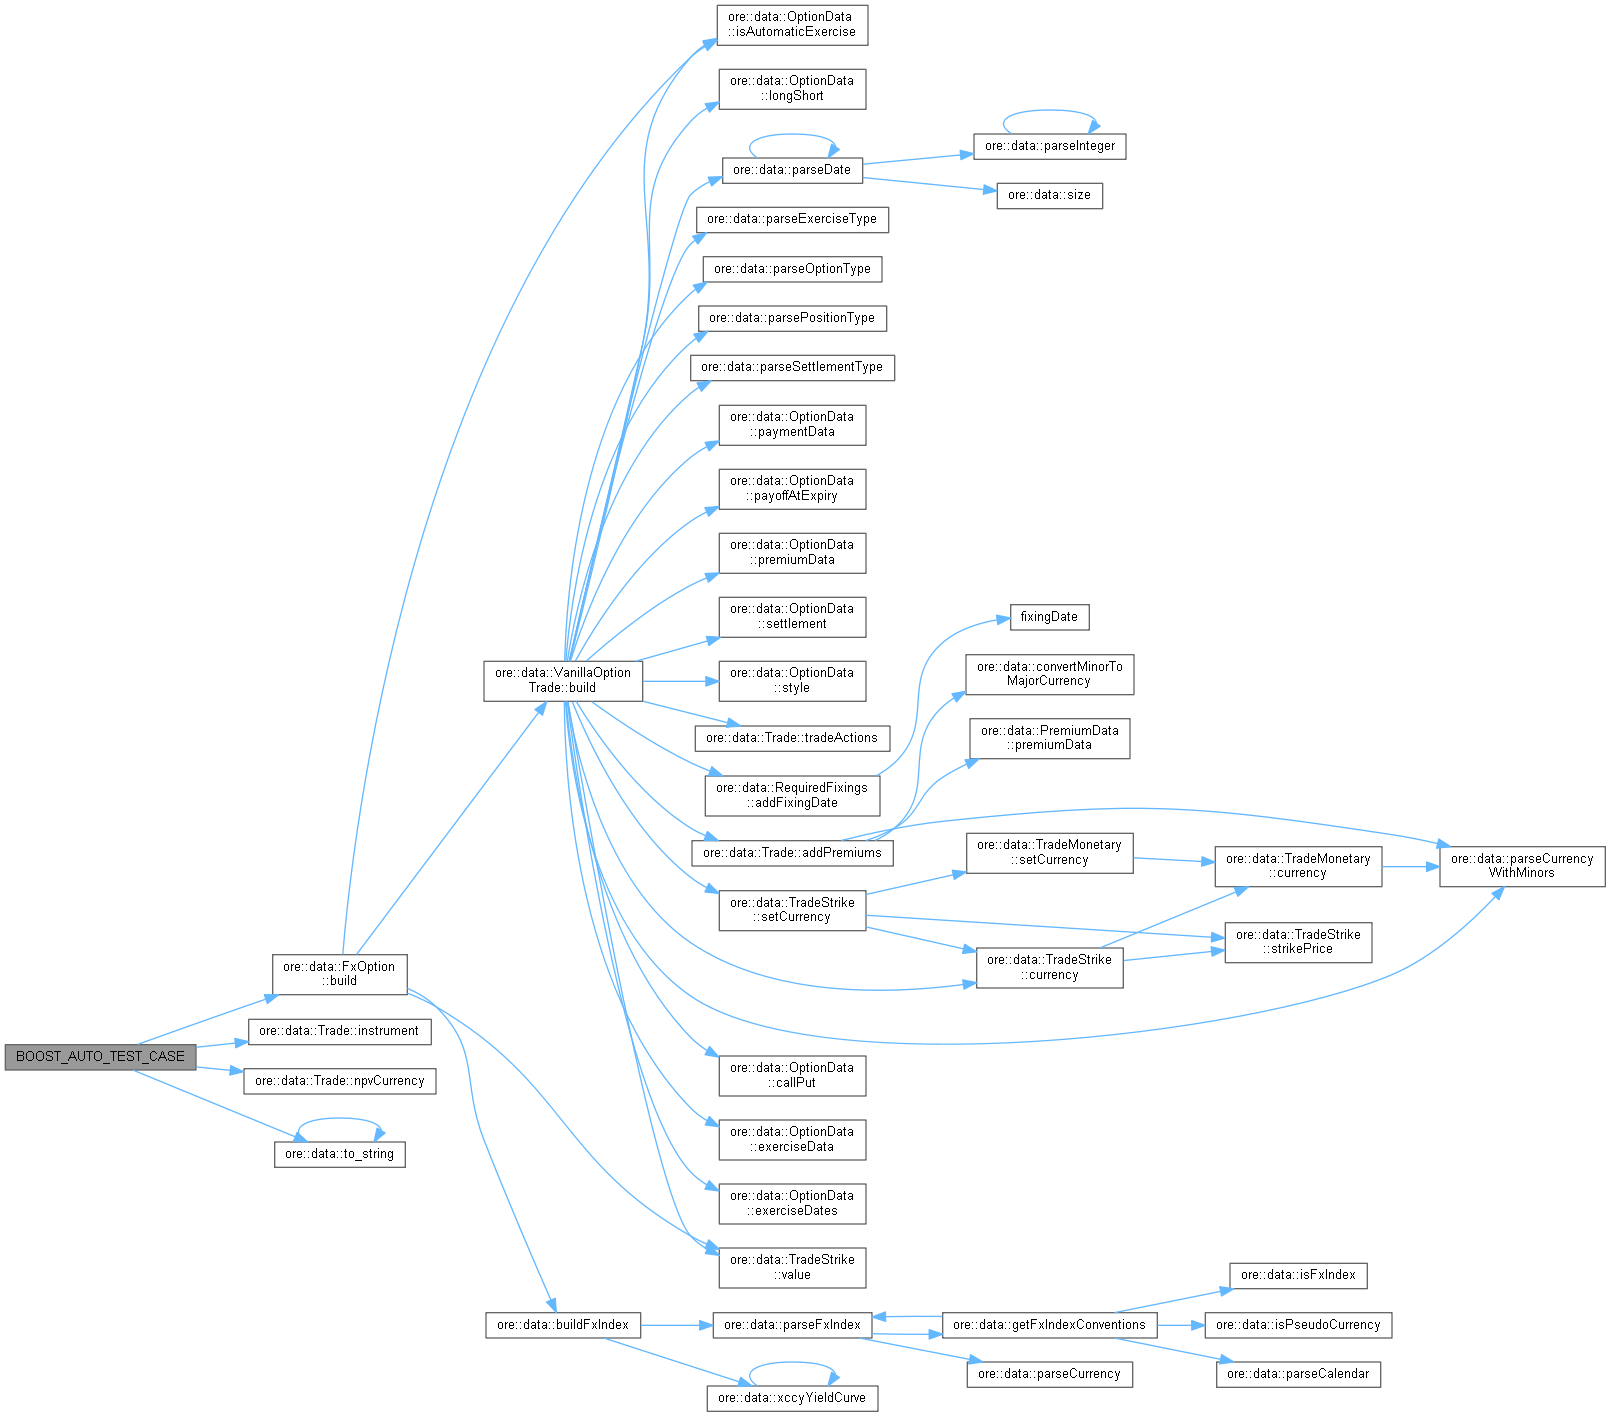 ore::data::OptionData
::isAutomaticExercise
ore::data::OptionData
::longShort
ore::data::parseInteger
ore::data::parseDate
ore::data::size
ore::data::parseExerciseType
ore::data::parseOptionType
ore::data::parsePositionType
ore::data::parseSettlementType
ore::data::OptionData
::paymentData
ore::data::OptionData
::payoffAtExpiry
ore::data::OptionData
::premiumData
ore::data::OptionData
::settlement
fixingDate
ore::data::VanillaOption
Trade::build
ore::data::OptionData
::style
ore::data::convertMinorTo
MajorCurrency
ore::data::Trade::tradeActions
ore::data::PremiumData
::premiumData
ore::data::RequiredFixings
::addFixingDate
ore::data::Trade::addPremiums
ore::data::TradeMonetary
::setCurrency
ore::data::TradeMonetary
::currency
ore::data::parseCurrency
WithMinors
ore::data::TradeStrike
::setCurrency
ore::data::TradeStrike
::strikePrice
ore::data::TradeStrike
::currency
ore::data::FxOption
::build
ore::data::Trade::instrument
BOOST_AUTO_TEST_CASE
ore::data::Trade::npvCurrency
ore::data::to_string
ore::data::OptionData
::callPut
ore::data::OptionData
::exerciseData
ore::data::OptionData
::exerciseDates
ore::data::TradeStrike
::value
ore::data::isFxIndex
ore::data::buildFxIndex
ore::data::parseFxIndex
ore::data::getFxIndexConventions
ore::data::isPseudoCurrency
ore::data::parseCurrency
ore::data::parseCalendar
ore::data::xccyYieldCurve